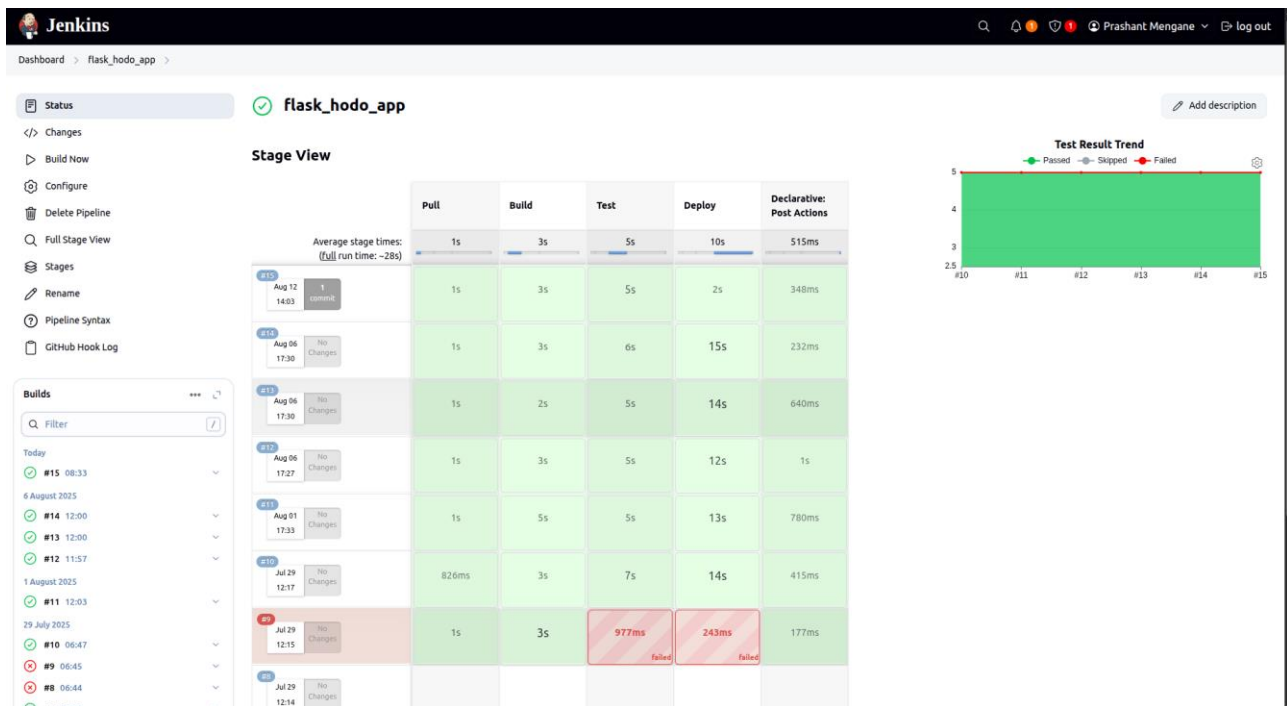 Jenkins
1
1
Prashant Mengane
log out
Dashboard > flask_hodo_app >
Status
</> Changes
Build Now
Configure
Delete Pipeline
Full Stage View
Stages
Rename
Pipeline Syntax
GitHub Hook Log
Builds
Filter
/
Today
#15 08:33
6 August 2025
#14 12:00
#13 12:00
#12 11:57
1 August 2025
#11 12:03
29 July 2025
#10 06:47
#9 06:45
#8 06:44
flask_hodo_app
Add description
Stage View
Pull Build Test Deploy Declarative:
Post Actions
Average stage times: 1s 3s 5s 10s 515ms
(full run time: ~28s)
#15
Aug 12 1
14:03 commit
1s 3s 5s 2s 348ms
#14
Aug 06 No
17:30 Changes
1s 3s 6s 15s 232ms
#13
Aug 06 No
17:30 Changes
1s 2s 5s 14s 640ms
#12
Aug 06 No
17:27 Changes
1s 3s 5s 12s 1s
#11
Aug 01 No
17:33 Changes
1s 5s 5s 13s 780ms
#10
Jul 29 No
12:17 Changes
826ms 3s 7s 14s 415ms
#9
Jul 29 No
12:15 Changes
1s 3s 977ms 243ms 177ms
failed failed
#8
Jul 29 No
12:14 Changes
Test Result Trend
Passed Skipped Failed
5
4
3
2.5
#10 #11 #12 #13 #14 #15